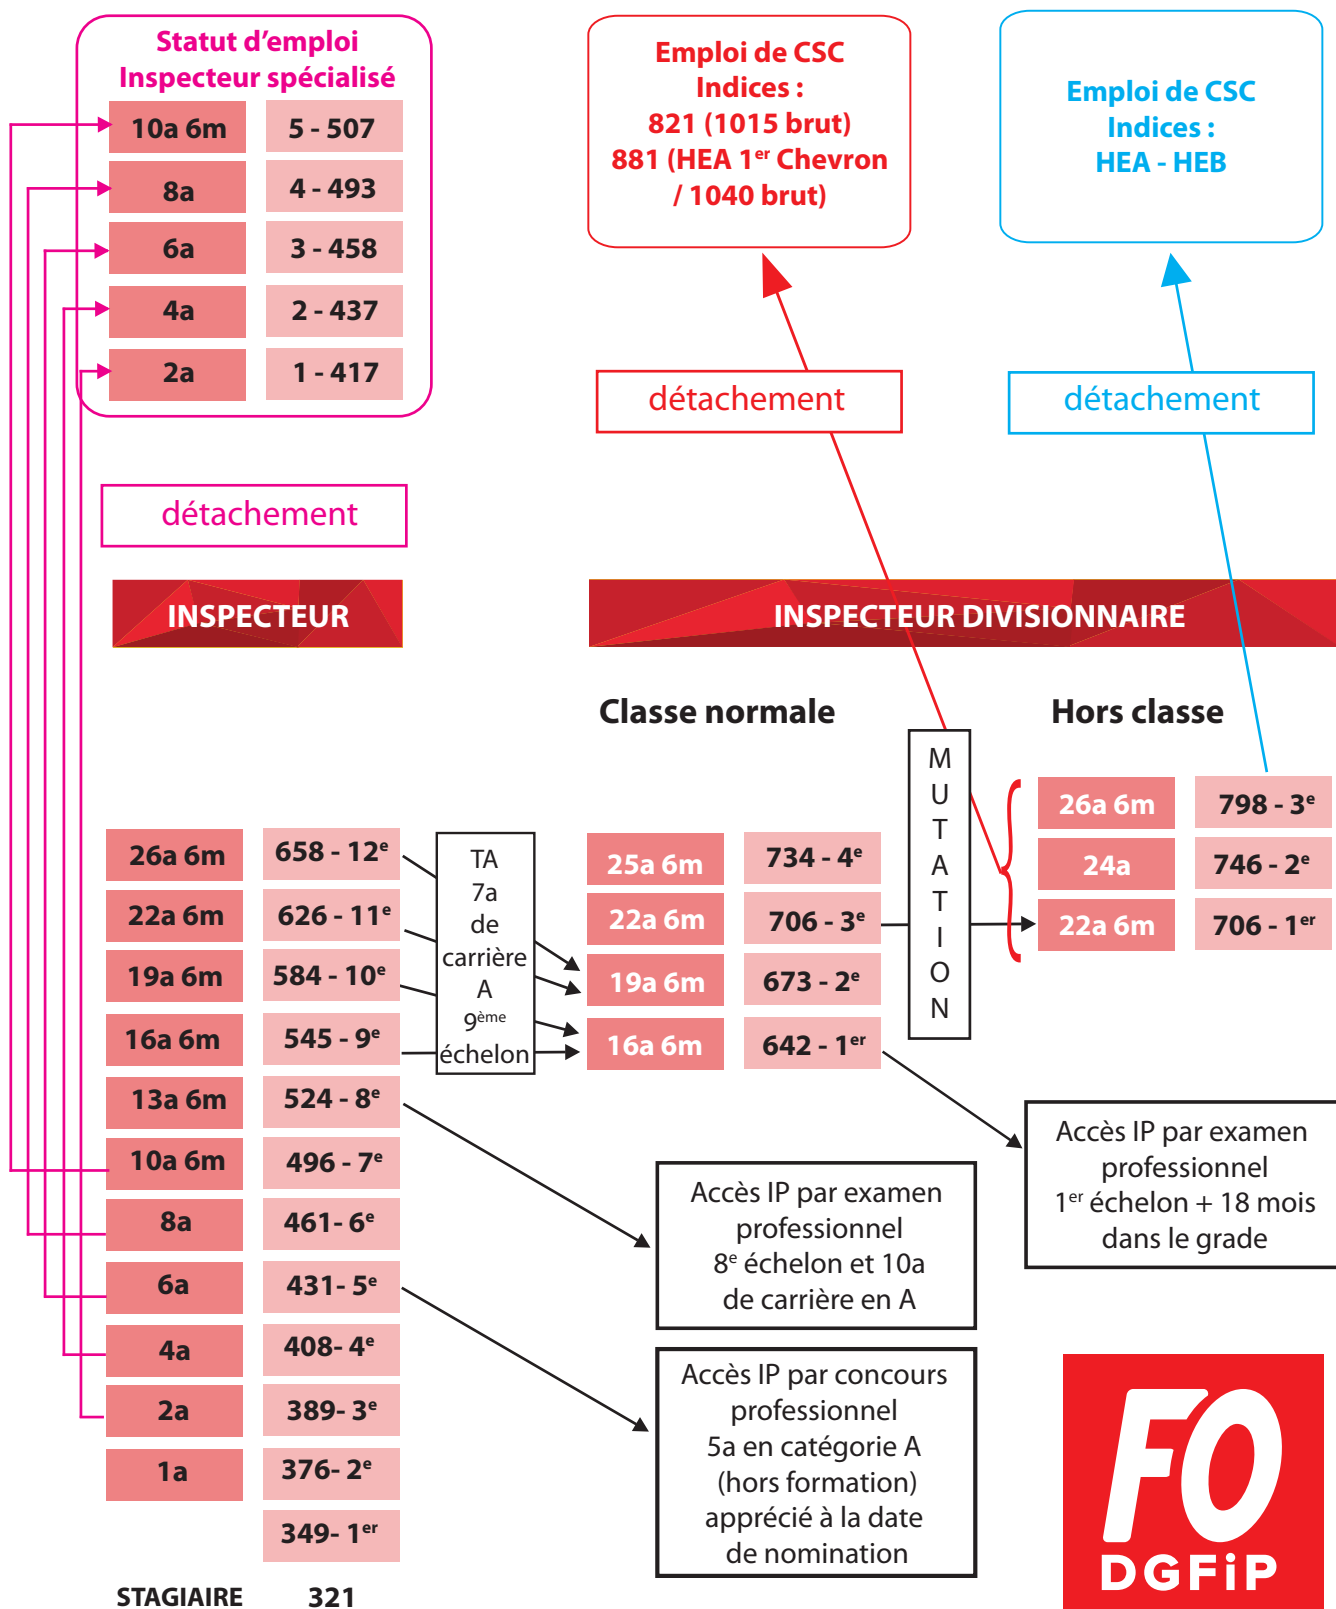 Statut d’emploi
Inspecteur spécialisé
10a 6m 5 - 507
8a 4 - 493
6a 3 - 458
4a 2 - 437
2a 1 - 417
Emploi de CSC
Indices :
821 (1015 brut)
881 (HEA 1er Chevron
/ 1040 brut)
Emploi de CSC
Indices :
HEA - HEB
détachement
détachement
détachement
INSPECTEUR
INSPECTEUR DIVISIONNAIRE
Classe normale
Hors classe
26a 6m 658 - 12e
22a 6m 626 - 11e
19a 6m 584 - 10e
16a 6m 545 - 9e
13a 6m 524 - 8e
10a 6m 496 - 7e
8a 461- 6e
6a 431- 5e
4a 408- 4e
2a 389- 3e
1a 376- 2e
349- 1er
STAGIAIRE 321
TA
7a
de
carrière
A
9ème
échelon
25a 6m 734 - 4e
22a 6m 706 - 3e
19a 6m 673 - 2e
16a 6m 642 - 1er
M
U
T
A
T
I
O
N
26a 6m 798 - 3e
24a 746 - 2e
22a 6m 706 - 1er
Accès IP par examen
professionnel
1er échelon + 18 mois
dans le grade
Accès IP par examen
professionnel
8e échelon et 10a
de carrière en A
Accès IP par concours
professionnel
5a en catégorie A
(hors formation)
apprécié à la date
de nomination
FO
DGFiP